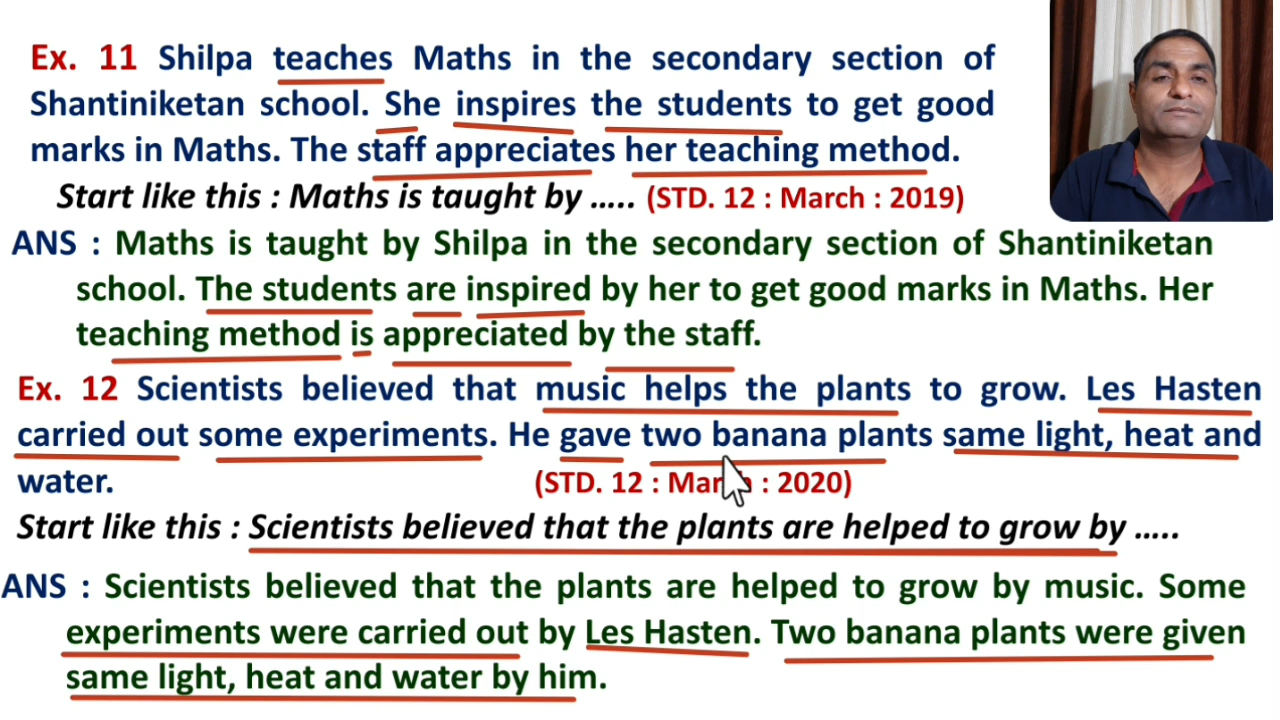 Ex. 11 Shilpa teaches Maths in the secondary section of
Shantiniketan school. She inspires the students to get good
marks in Maths. The staff appreciates her teaching method.
Start like this : Maths is taught by ..... (STD. 12 : March : 2019)
ANS : Maths is taught by Shilpa in the secondary section of Shantiniketan
school. The students are inspired by her to get good marks in Maths. Her
teaching method is appreciated by the staff.
Ex. 12 Scientists believed that music helps the plants to grow. Les Hasten
carried out some experiments. He gave two banana plants same light, heat and
water. (STD. 12 : March : 2020)
Start like this : Scientists believed that the plants are helped to grow by .....
ANS : Scientists believed that the plants are helped to grow by music. Some
experiments were carried out by Les Hasten. Two banana plants were given
same light, heat and water by him.